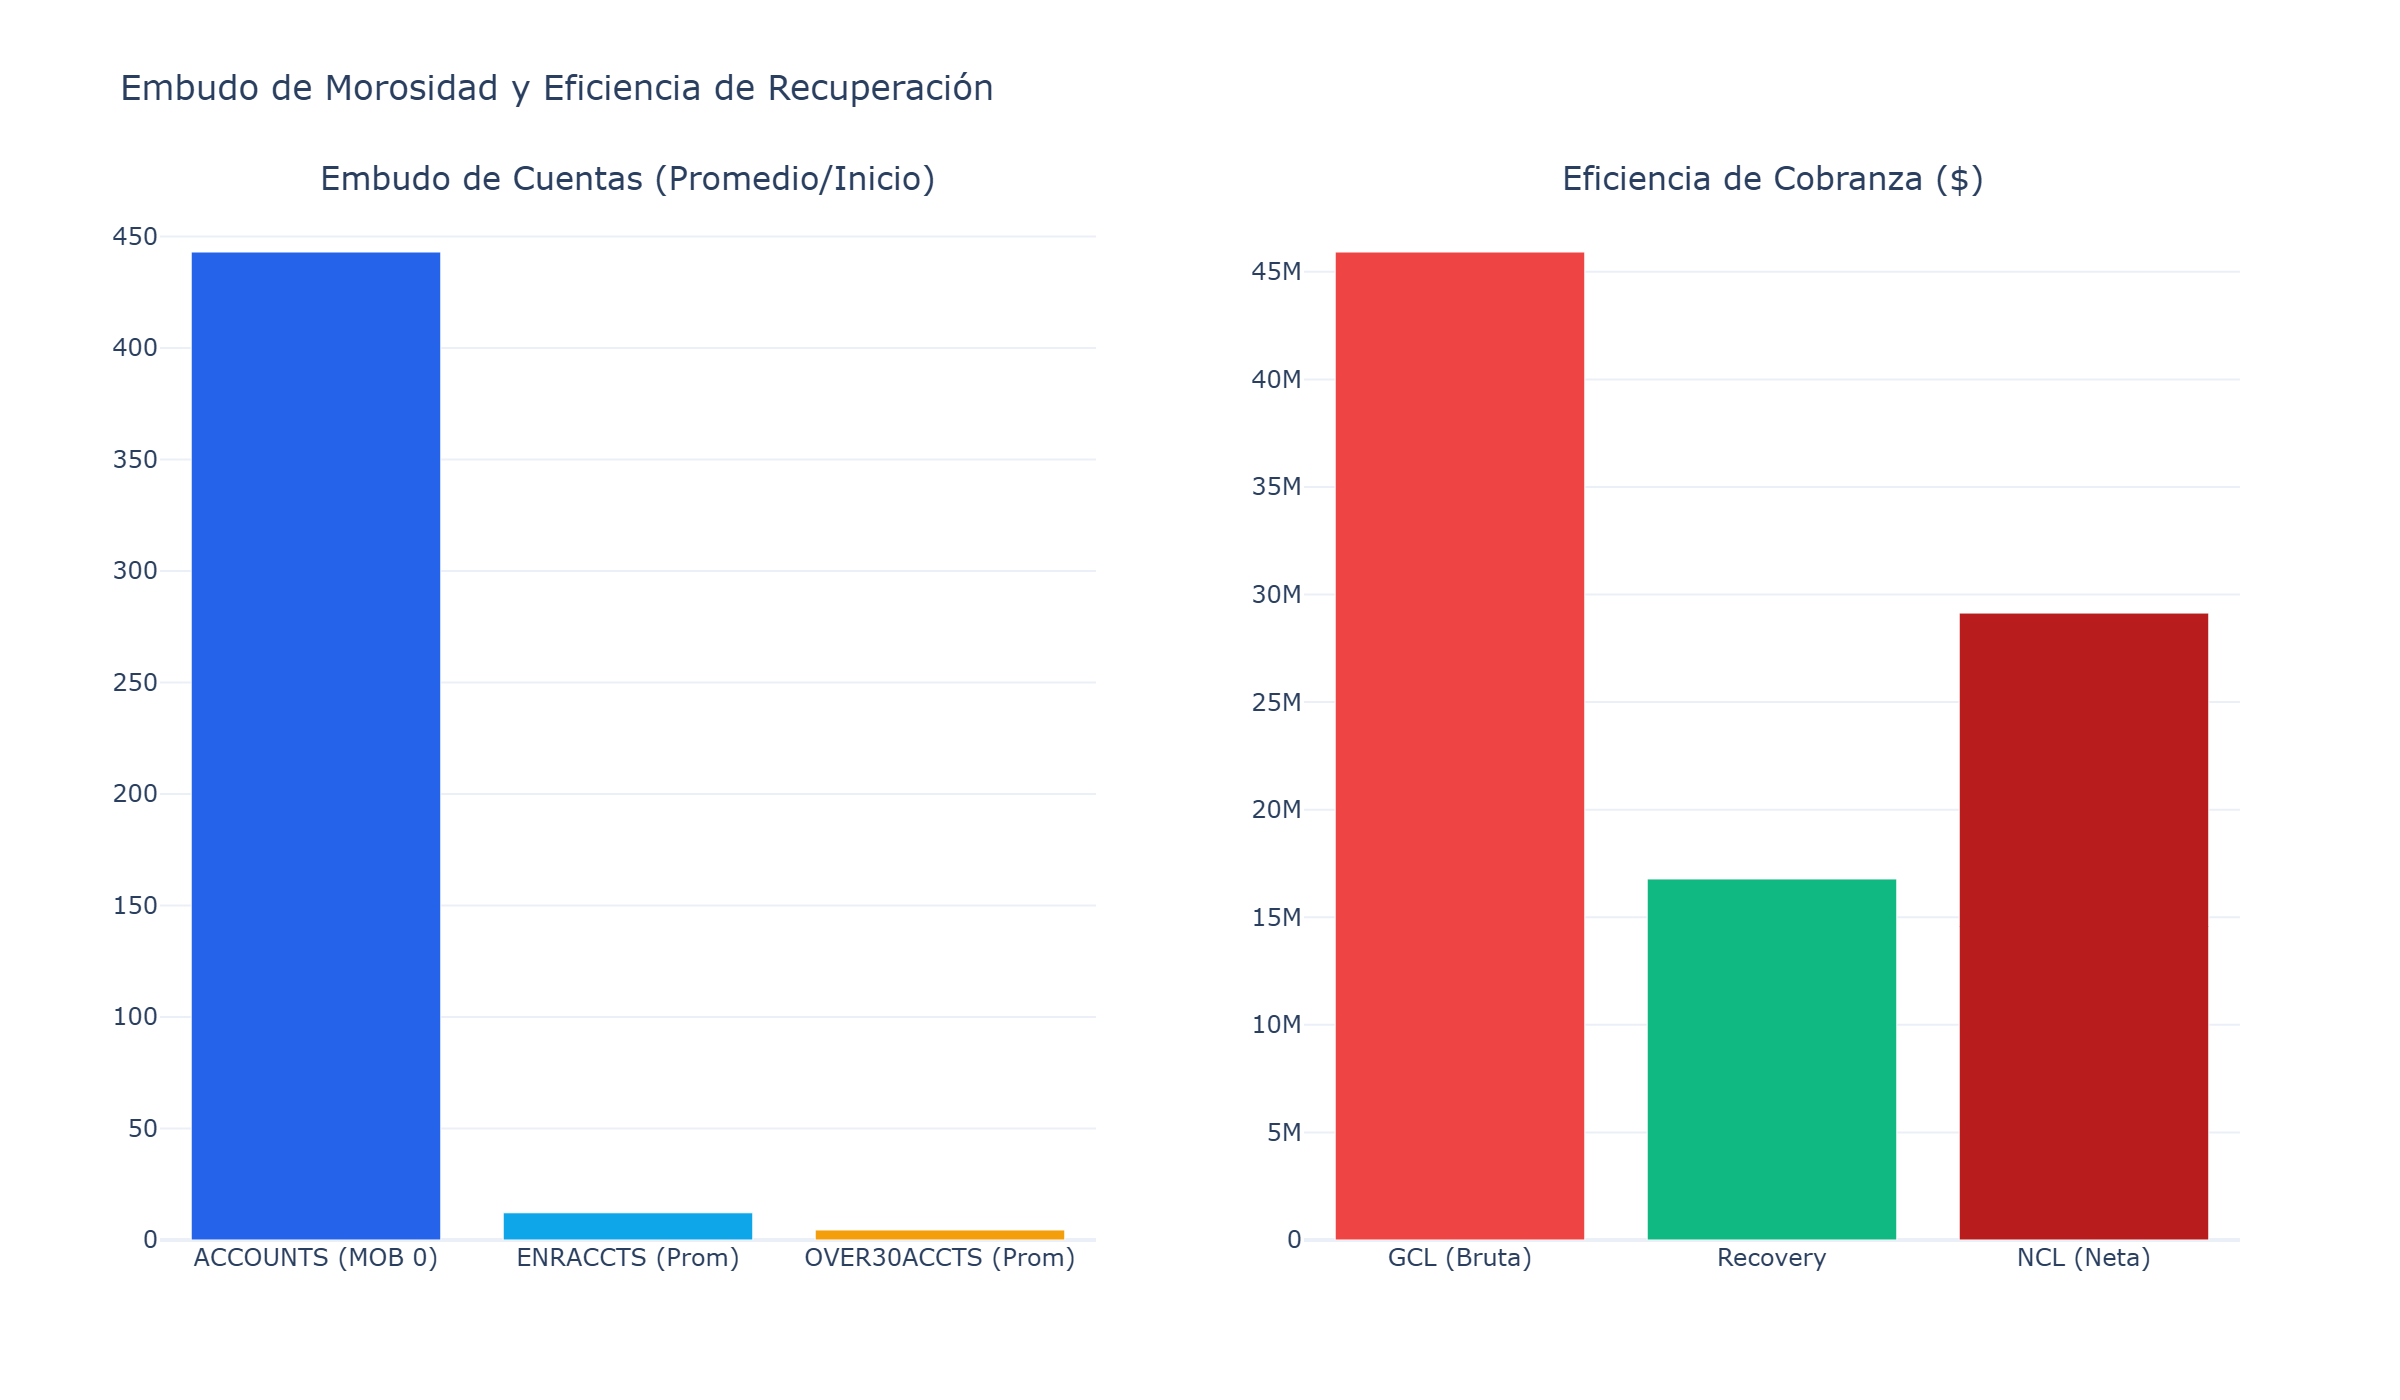 Embudo de Morosidad y Eficiencia de Recuperación
Embudo de Cuentas (Promedio/Inicio)
450
400
350
300
250
200
150
100
50
0
ACCOUNTS (MOB 0)
ENRACCTS (Prom)
OVER30ACCTS (Prom)
Eficiencia de Cobranza ($)
45M
40M
35M
30M
25M
20M
15M
10M
5M
0
GCL (Bruta)
Recovery
NCL (Neta)